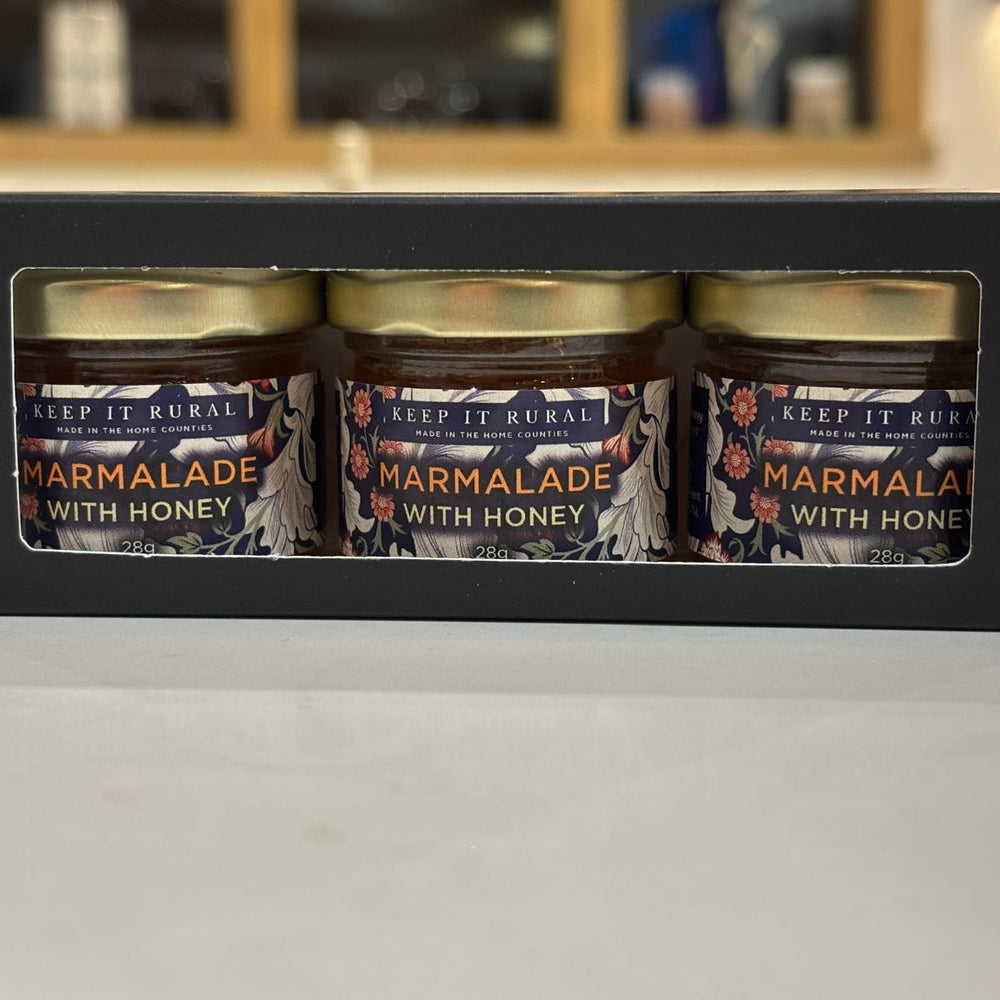 KEEP IT RURAL
MADE IN THE HOME COUNTIES
MARMALADE
WITH HONEY
28g
KEEP IT RURAL
MADE IN THE HOME COUNTIES
MARMALADE
WITH HONEY
28g
KEEP IT RURA
MADE IN THE HOME COUNTIES
MARMALAD
WITH HONEY
28g